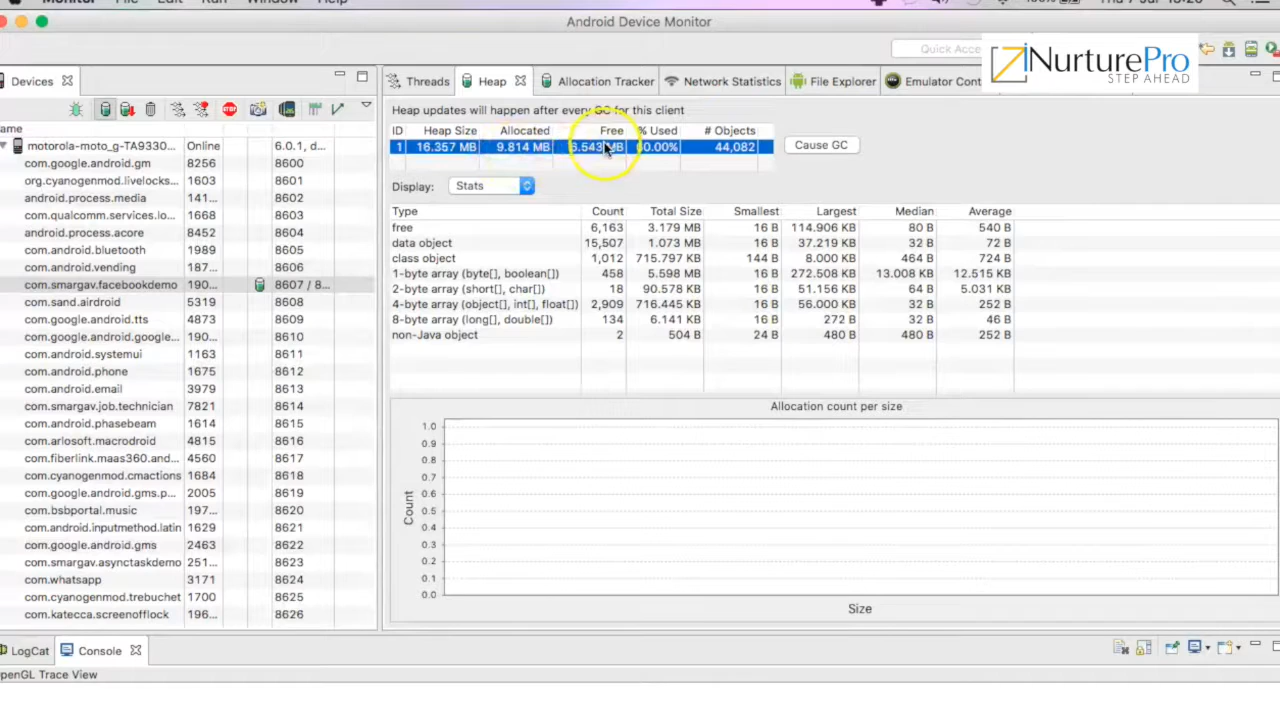 Monitor File Edit Run Window Help
Android Device Monitor
Quick Acce
iNurturePro
STEP AHEAD
Devices
Threads Heap Allocation Tracker Network Statistics File Explorer Emulator Cont
Heap updates will happen after every GC for this client
ID Heap Size Allocated Free % Used # Objects
1 16.357 MB 9.814 MB 6.543 MB 60.00% 44,082
Cause GC
Display: Stats
Type Count Total Size Smallest Largest Median Average
free 6,163 3.179 MB 16 B 114.906 KB 80 B 540 B
data object 15,507 1.073 MB 16 B 37.219 KB 32 B 72 B
class object 1,012 715.797 KB 144 B 8.000 KB 464 B 724 B
1-byte array (byte[], boolean[]) 458 5.598 MB 16 B 272.508 KB 13.008 KB 12.515 KB
2-byte array (short[], char[]) 18 90.578 KB 16 B 51.156 KB 64 B 5.031 KB
4-byte array (object[], int[], float[]) 2,909 716.445 KB 16 B 56.000 KB 32 B 252 B
8-byte array (long[], double[]) 134 6.141 KB 16 B 272 B 32 B 46 B
non-Java object 2 504 B 24 B 480 B 480 B 252 B
ame
motorola-moto_g-TA9330... Online 6.0.1, d...
com.google.android.gm 8256 8600
org.cyanogenmod.livelocks... 1603 8601
android.process.media 141... 8602
com.qualcomm.services.lo... 1668 8603
android.process.acore 8452 8604
com.android.bluetooth 1989 8605
com.android.vending 187... 8606
com.smargav.facebookdemo 190... 8607 / 8...
com.sand.airdroid 5319 8608
com.google.android.tts 4873 8609
com.google.android.google... 190... 8610
com.android.systemui 1163 8611
com.android.phone 1675 8612
com.android.email 3979 8613
com.smargav.job.technician 7821 8614
com.android.phasebeam 1614 8615
com.arlosoft.macrodroid 4815 8616
com.fiberlink.maas360.and... 4560 8617
com.cyanogenmod.cmactions 1684 8618
com.google.android.gms.p... 2005 8619
com.bsbportal.music 197... 8620
com.android.inputmethod.latin 1629 8621
com.google.android.gms 2463 8622
com.smargav.asynctaskdemo 251... 8623
com.whatsapp 3171 8624
com.cyanogenmod.trebuchet 1700 8625
com.katecca.screenofflock 196... 8626
Allocation count per size
Count
1.0
0.9
0.8
0.7
0.6
0.5
0.4
0.3
0.2
0.1
0.0
Size
LogCat Console
penGL Trace View